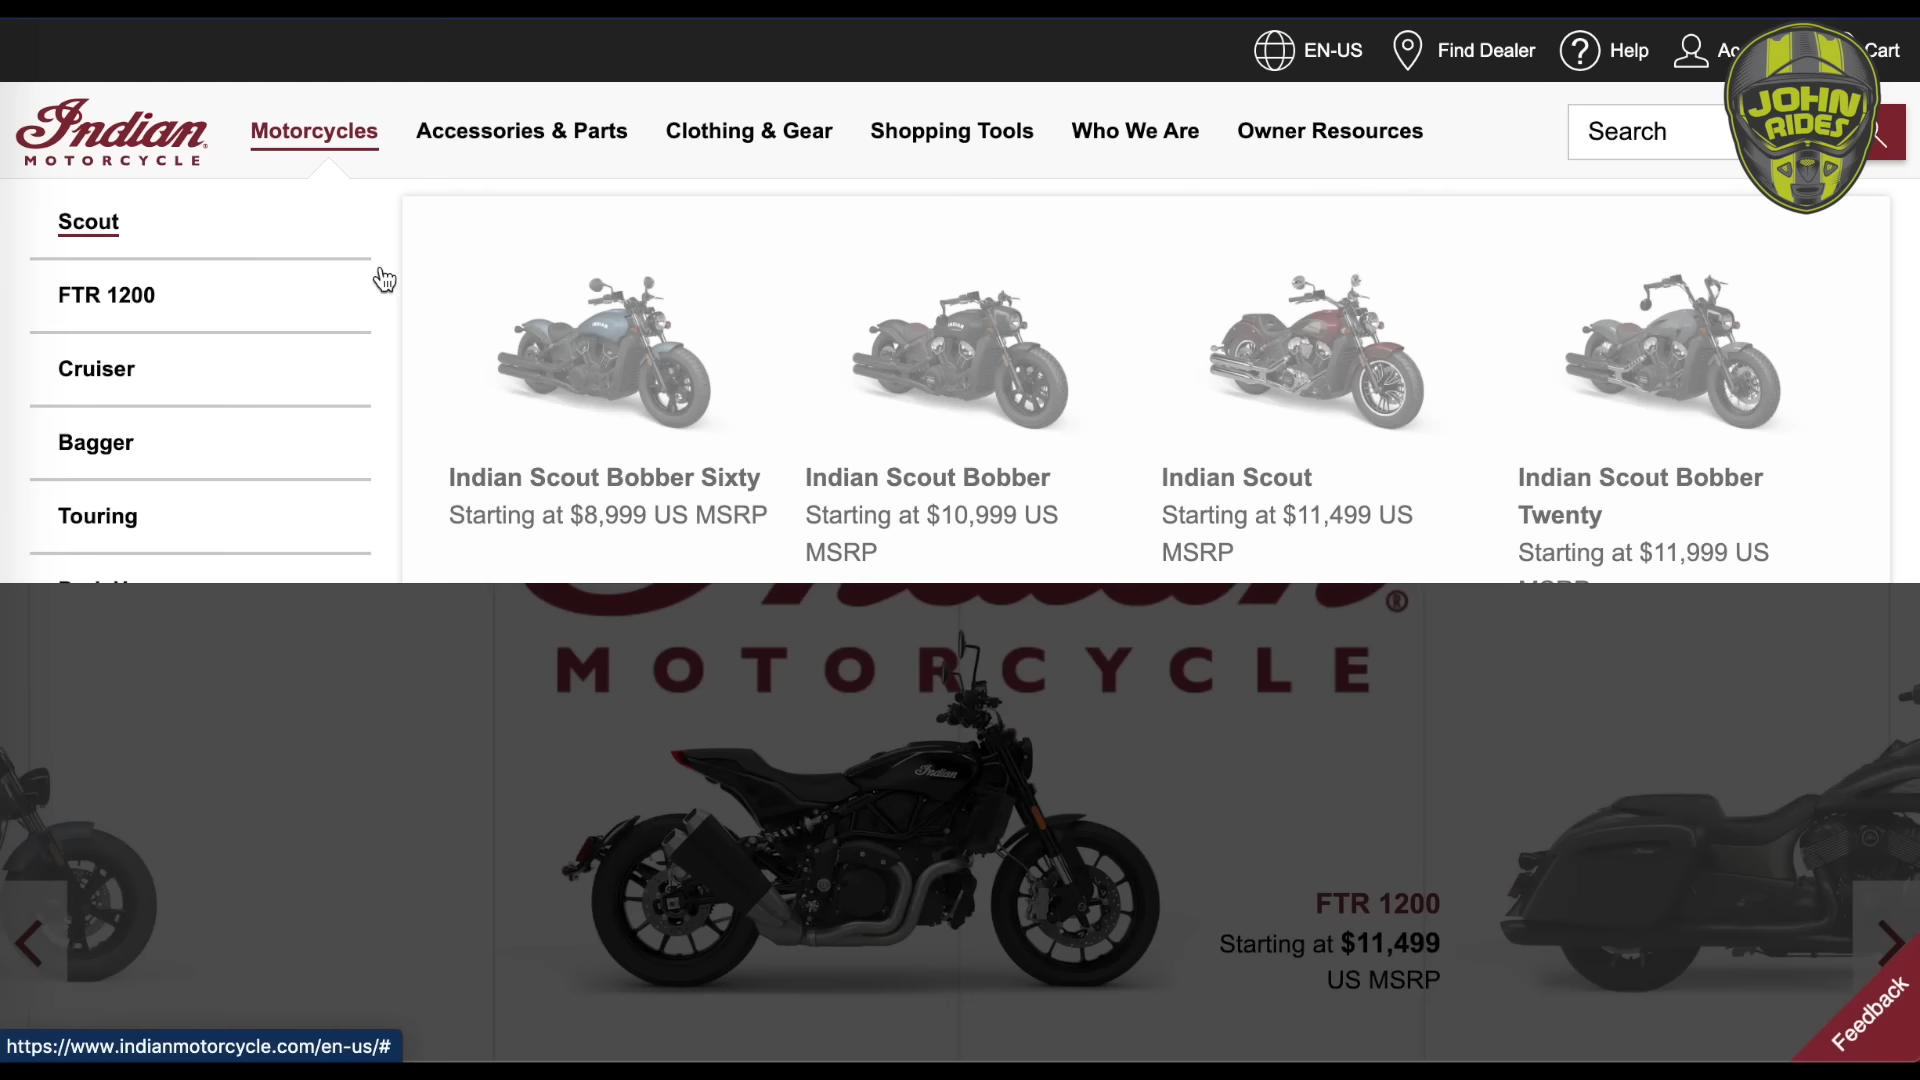 EN-US
Find Dealer
Help
Cart
JOHN
RIDES
Indian
MOTORCYCLE
Motorcycles
Accessories & Parts
Clothing & Gear
Shopping Tools
Who We Are
Owner Resources
Search
Scout
FTR 1200
Cruiser
Bagger
Touring
Indian Scout Bobber Sixty
Starting at $8,999 US MSRP
Indian Scout Bobber
Starting at $10,999 US
MSRP
Indian Scout
Starting at $11,499 US
MSRP
Indian Scout Bobber
Twenty
Starting at $11,999 US
MOTORCYCLE
Indian
FTR 1200
Starting at $11,499
US MSRP
Feedback
https://www.indianmotorcycle.com/en-us/#